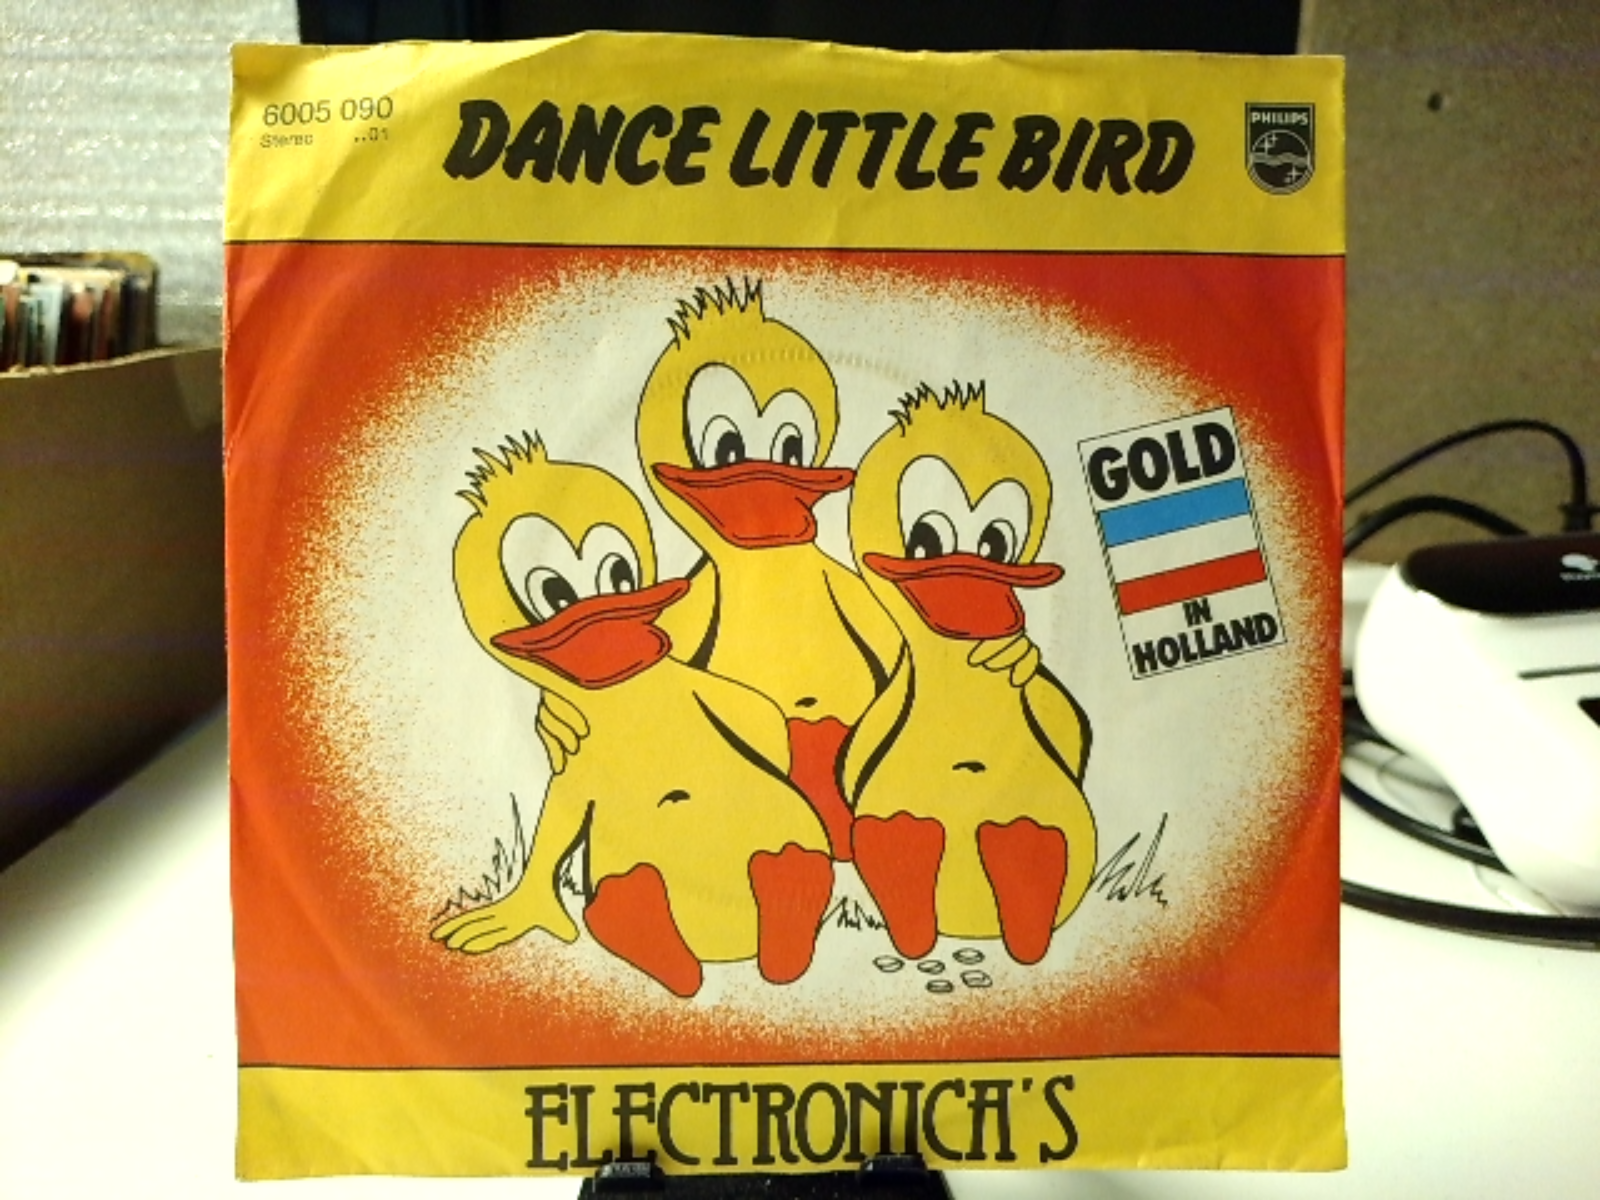 6005 090
Stereo ..01
DANCE LITTLE BIRD
PHILIPS
GOLD
IN
HOLLAND
ELECTRONICA'S